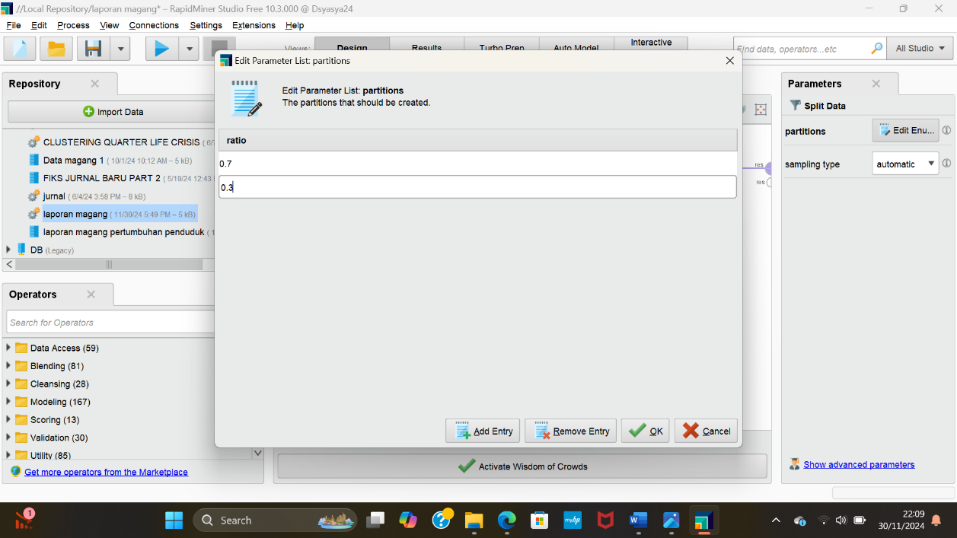 //Local Repository/laporan magang* – RapidMiner Studio Free 10.3.000 @ Dsyasya24
File Edit Process View Connections Settings Extensions Help
Views: Design Results Turbo Prep Auto Model Interactive
Find data, operators...etc All Studio
Edit Parameter List: partitions
Edit Parameter List: partitions
The partitions that should be created.
ratio
0.7
0.3
Add Entry Remove Entry OK Cancel
Repository
Import Data
CLUSTERING QUARTER LIFE CRISIS
Data magang 1 ( 10/1/24 10:12 AM – 5 kB)
FIKS JURNAL BARU PART 2 ( 5/18/24 12:43
jurnal ( 6/4/24 3:58 PM – 8 kB)
laporan magang ( 11/30/24 5:49 PM – 5 kB)
laporan magang pertumbuhan penduduk ( 1
DB (Legacy)
Operators
Search for Operators
Data Access (59)
Blending (81)
Cleansing (28)
Modeling (167)
Scoring (13)
Validation (30)
Utility (85)
Get more operators from the Marketplace
Activate Wisdom of Crowds
Parameters
Split Data
partitions Edit Enu...
sampling type automatic
Show advanced parameters
1
Search
22:09
30/11/2024